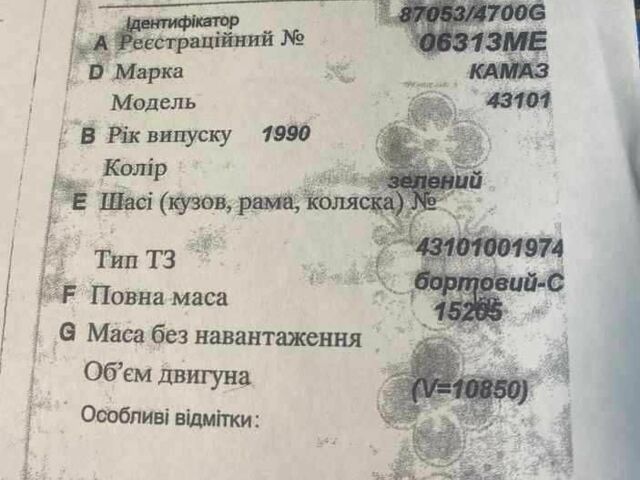 Ідентифікатор 87053/4700G
A Реєстраційний № 06313МЕ
D Марка КАМАЗ
Модель 43101
B Рік випуску 1990
Колір зелений
E Шасі (кузов, рама, коляска) №
43101001974
Тип ТЗ бортовий-С
F Повна маса 15205
G Маса без навантаження
Об'єм двигуна (V=10850)
Особливі відмітки: